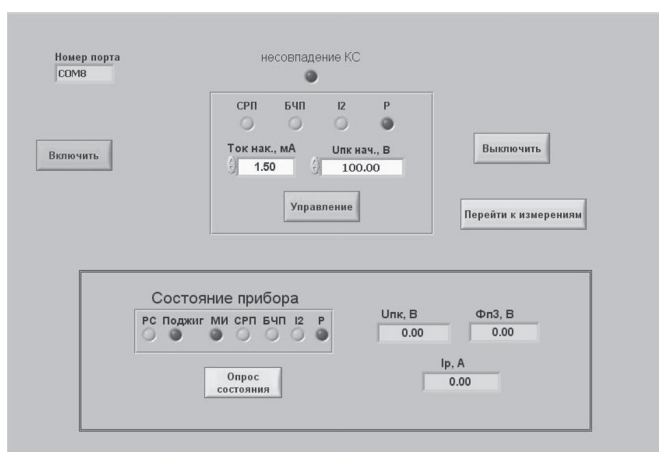 Номер порта
COM8
несовпадение КС
СРП БЧП I2 Р
Ток нак., мА Uпк нач., В
1.50 100.00
Включить
Выключить
Управление
Перейти к измерениям
Состояние прибора
РС Поджиг МИ СРП БЧП I2 Р
Uпк, В Фп3, В
0.00 0.00
Iр, А
0.00
Опрос
состояния